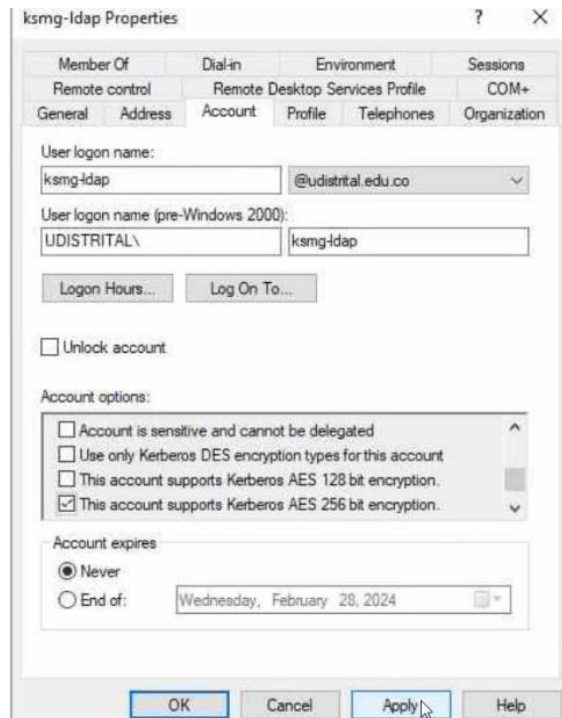 ksmg-ldap Properties ? ×
Member Of Dial-in Environment Sessions
Remote control Remote Desktop Services Profile COM+
General Address Account Profile Telephones Organization
User logon name:
ksmg-ldap @udistrital.edu.co
User logon name (pre-Windows 2000):
UDISTRITAL\ ksmg-ldap
Logon Hours... Log On To...
Unlock account
Account options:
Account is sensitive and cannot be delegated
Use only Kerberos DES encryption types for this account
This account supports Kerberos AES 128 bit encryption.
This account supports Kerberos AES 256 bit encryption.
Account expires
Never
End of: Wednesday, February 28, 2024
OK Cancel Apply Help